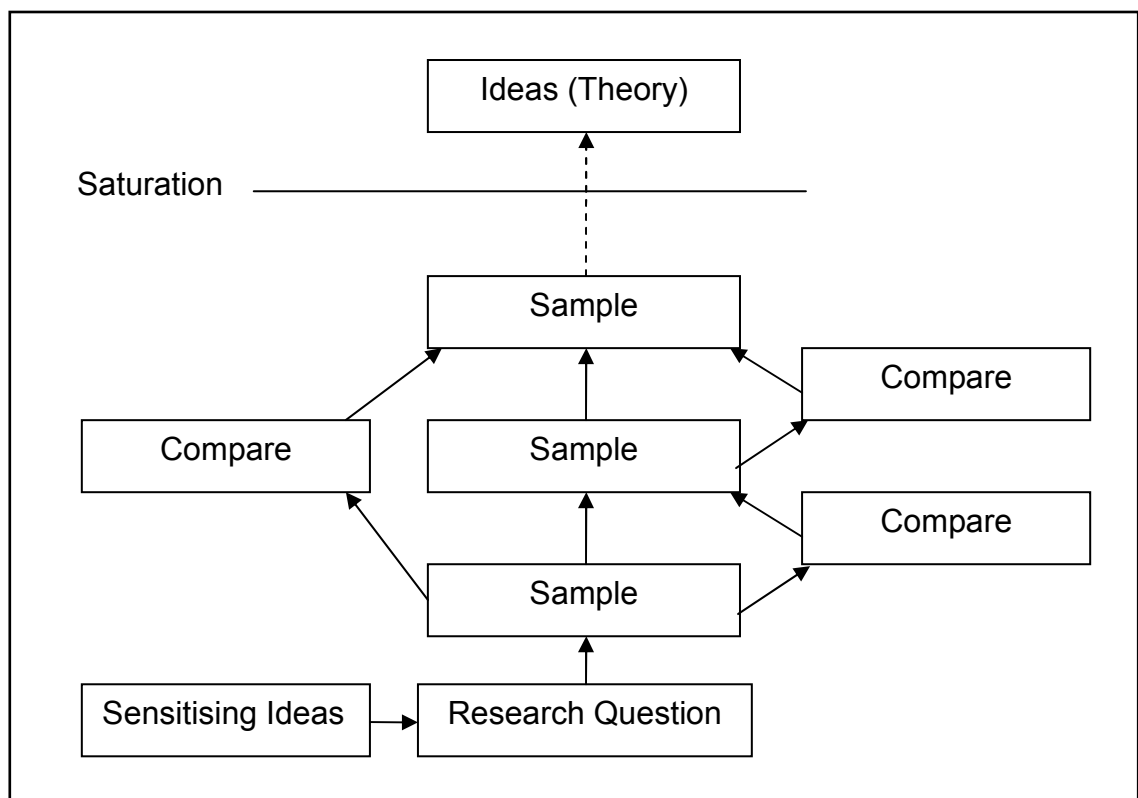 Ideas (Theory)
Saturation
Sample
Compare
Compare
Sample
Compare
Sample
Sensitising Ideas
Research Question